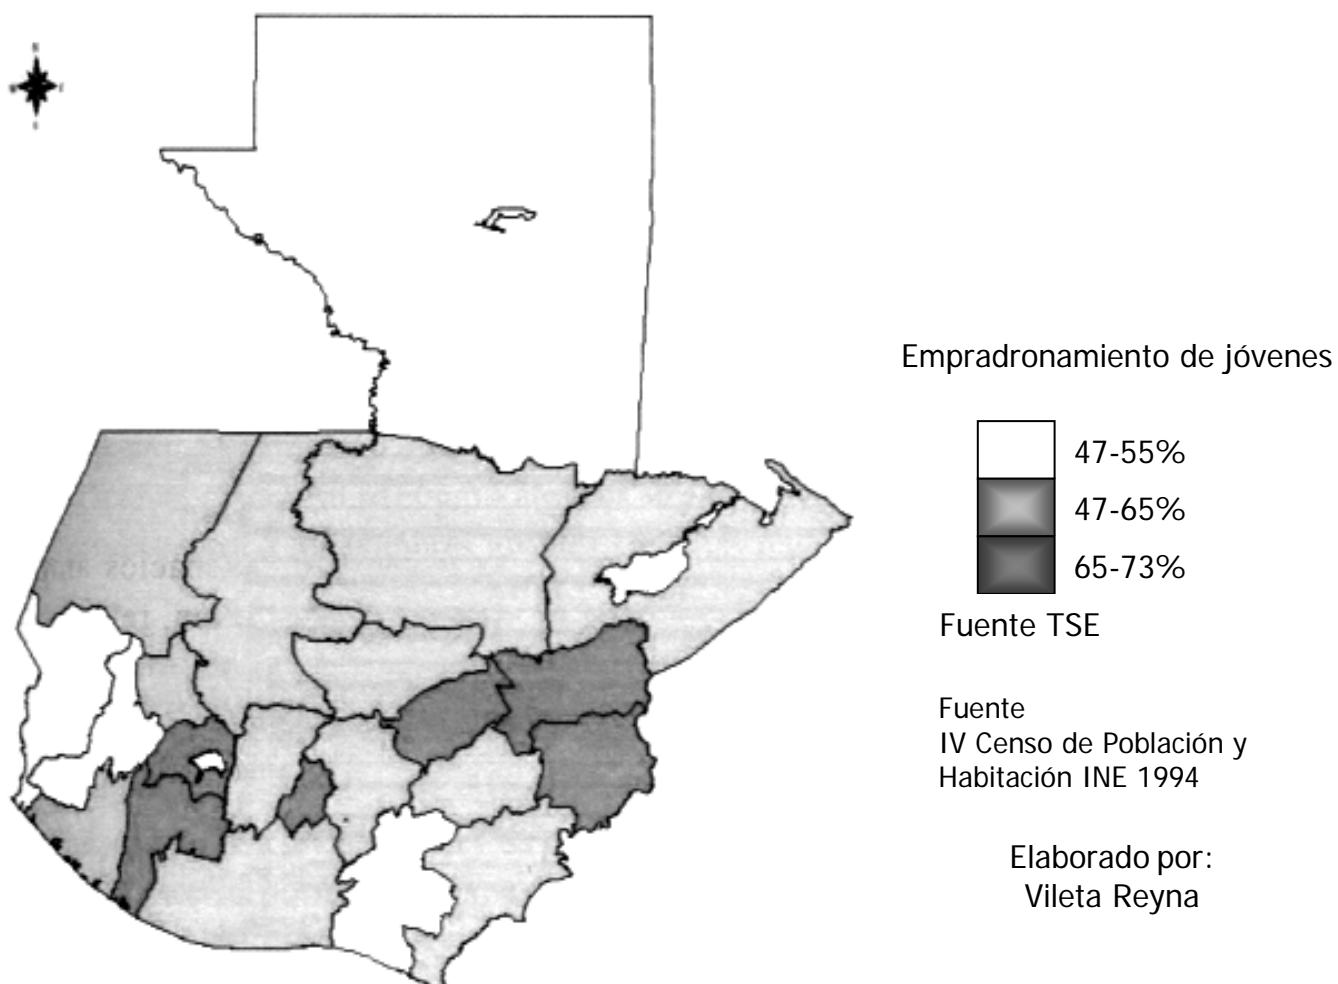 N
Empradronamiento de jóvenes
47-55%
47-65%
65-73%
Fuente TSE
Fuente
IV Censo de Población y
Habitación INE 1994
Elaborado por:
Vileta Reyna